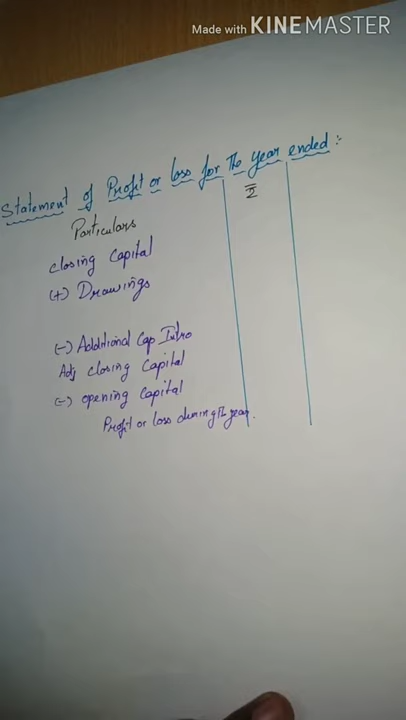 Made with KINEMASTER
Statement of Profit or loss for The year ended :-
Particulars ₹
closing Capital
(+) Drawings
(-) Additional Cap Intro
Adj closing Capital
(-) opening Capital
Profit or loss during The year.